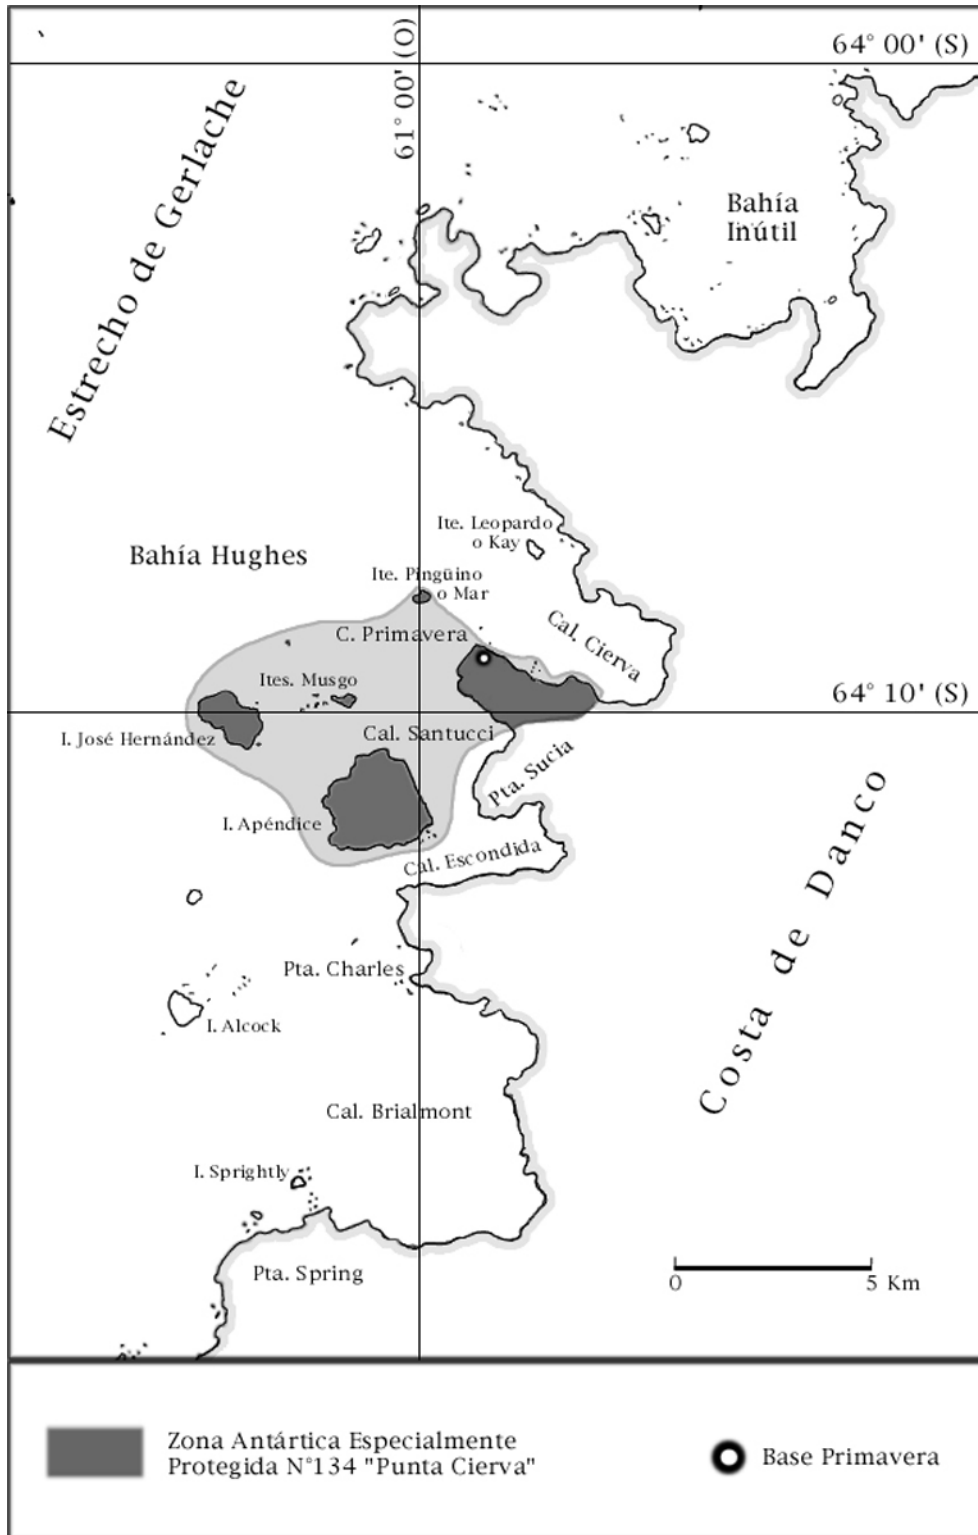 64° 00' (S)
61° 00' (O)
Estrecho de Gerlache
Bahía
Inútil
Ite. Leopardo
o Kay
Bahía Hughes
Ite. Pingüino
o Mar
C. Primavera
Cal. Cierva
Ites. Musgo
64° 10' (S)
I. José Hernández
Cal. Santucci
Pta. Sucia
I. Apéndice
Cal. Escondida
Costa de Danco
Pta. Charles
I. Alcock
Cal. Brialmont
I. Sprightly
Pta. Spring
0 5 Km
Zona Antártica Especialmente
Protegida N°134 "Punta Cierva"
Base Primavera